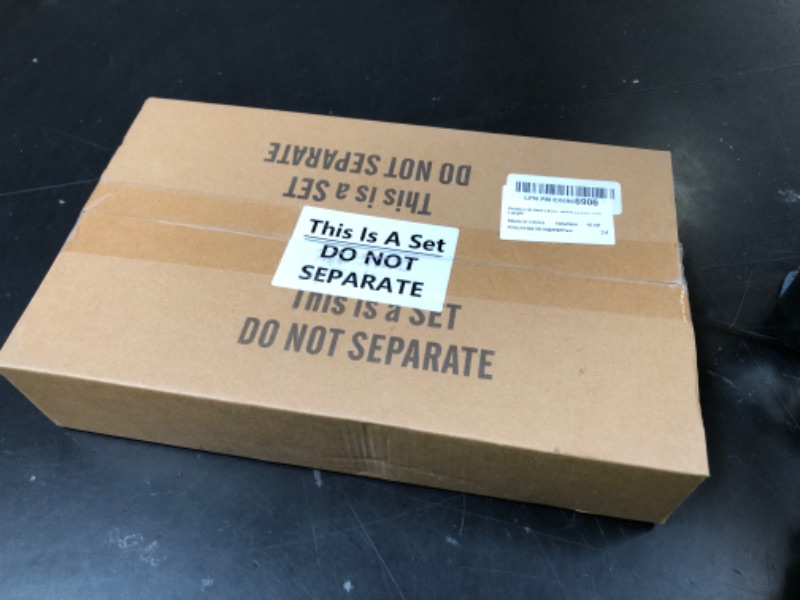 DO NOT SEPARATE
This is a SET
This Is A Set
DO NOT
SEPARATE
This is a SET
DO NOT SEPARATE